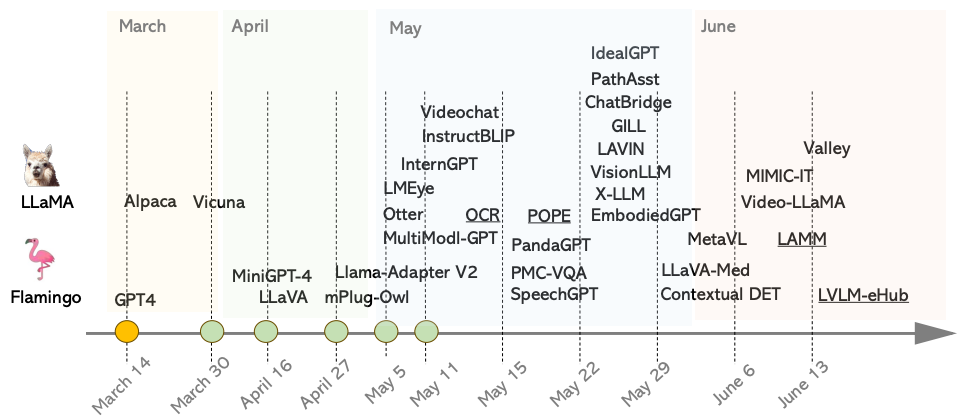 March
April
May
June
IdealGPT
PathAsst
ChatBridge
Videochat
GILL
InstructBLIP
LAVIN
Valley
InternGPT
VisionLLM
MIMIC-IT
LMEye
X-LLM
LLaMA
Alpaca
Vicuna
Video-LLaMA
Otter
OCR
POPE
EmbodiedGPT
MultiModl-GPT
PandaGPT
MetaVL
LAMM
MiniGPT-4
Llama-Adapter V2
PMC-VQA
LLaVA-Med
Flamingo
GPT4
LLaVA
mPlug-Owl
SpeechGPT
Contextual DET
LVLM-eHub
March 14
March 30
April 16
April 27
May 5
May 11
May 15
May 22
May 29
June 6
June 13